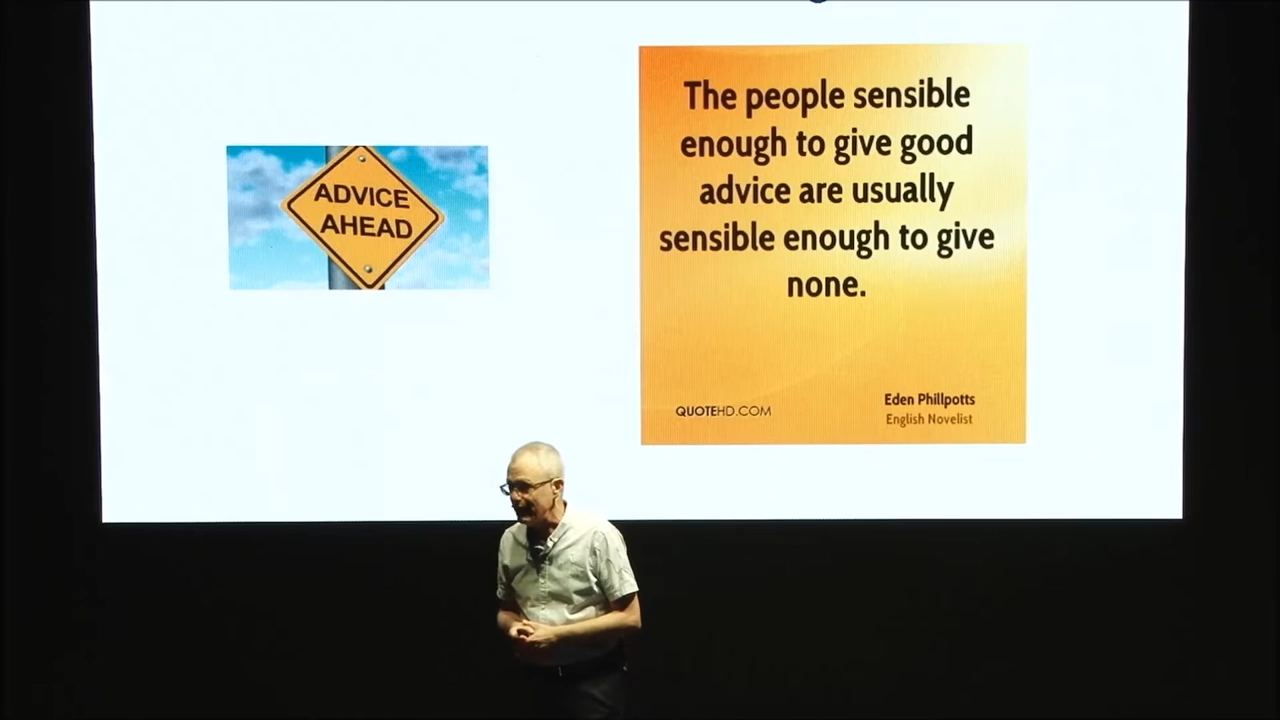 ADVICE
AHEAD
The people sensible
enough to give good
advice are usually
sensible enough to give
none.
Eden Phillpotts
QUOTEHD.COM
English Novelist